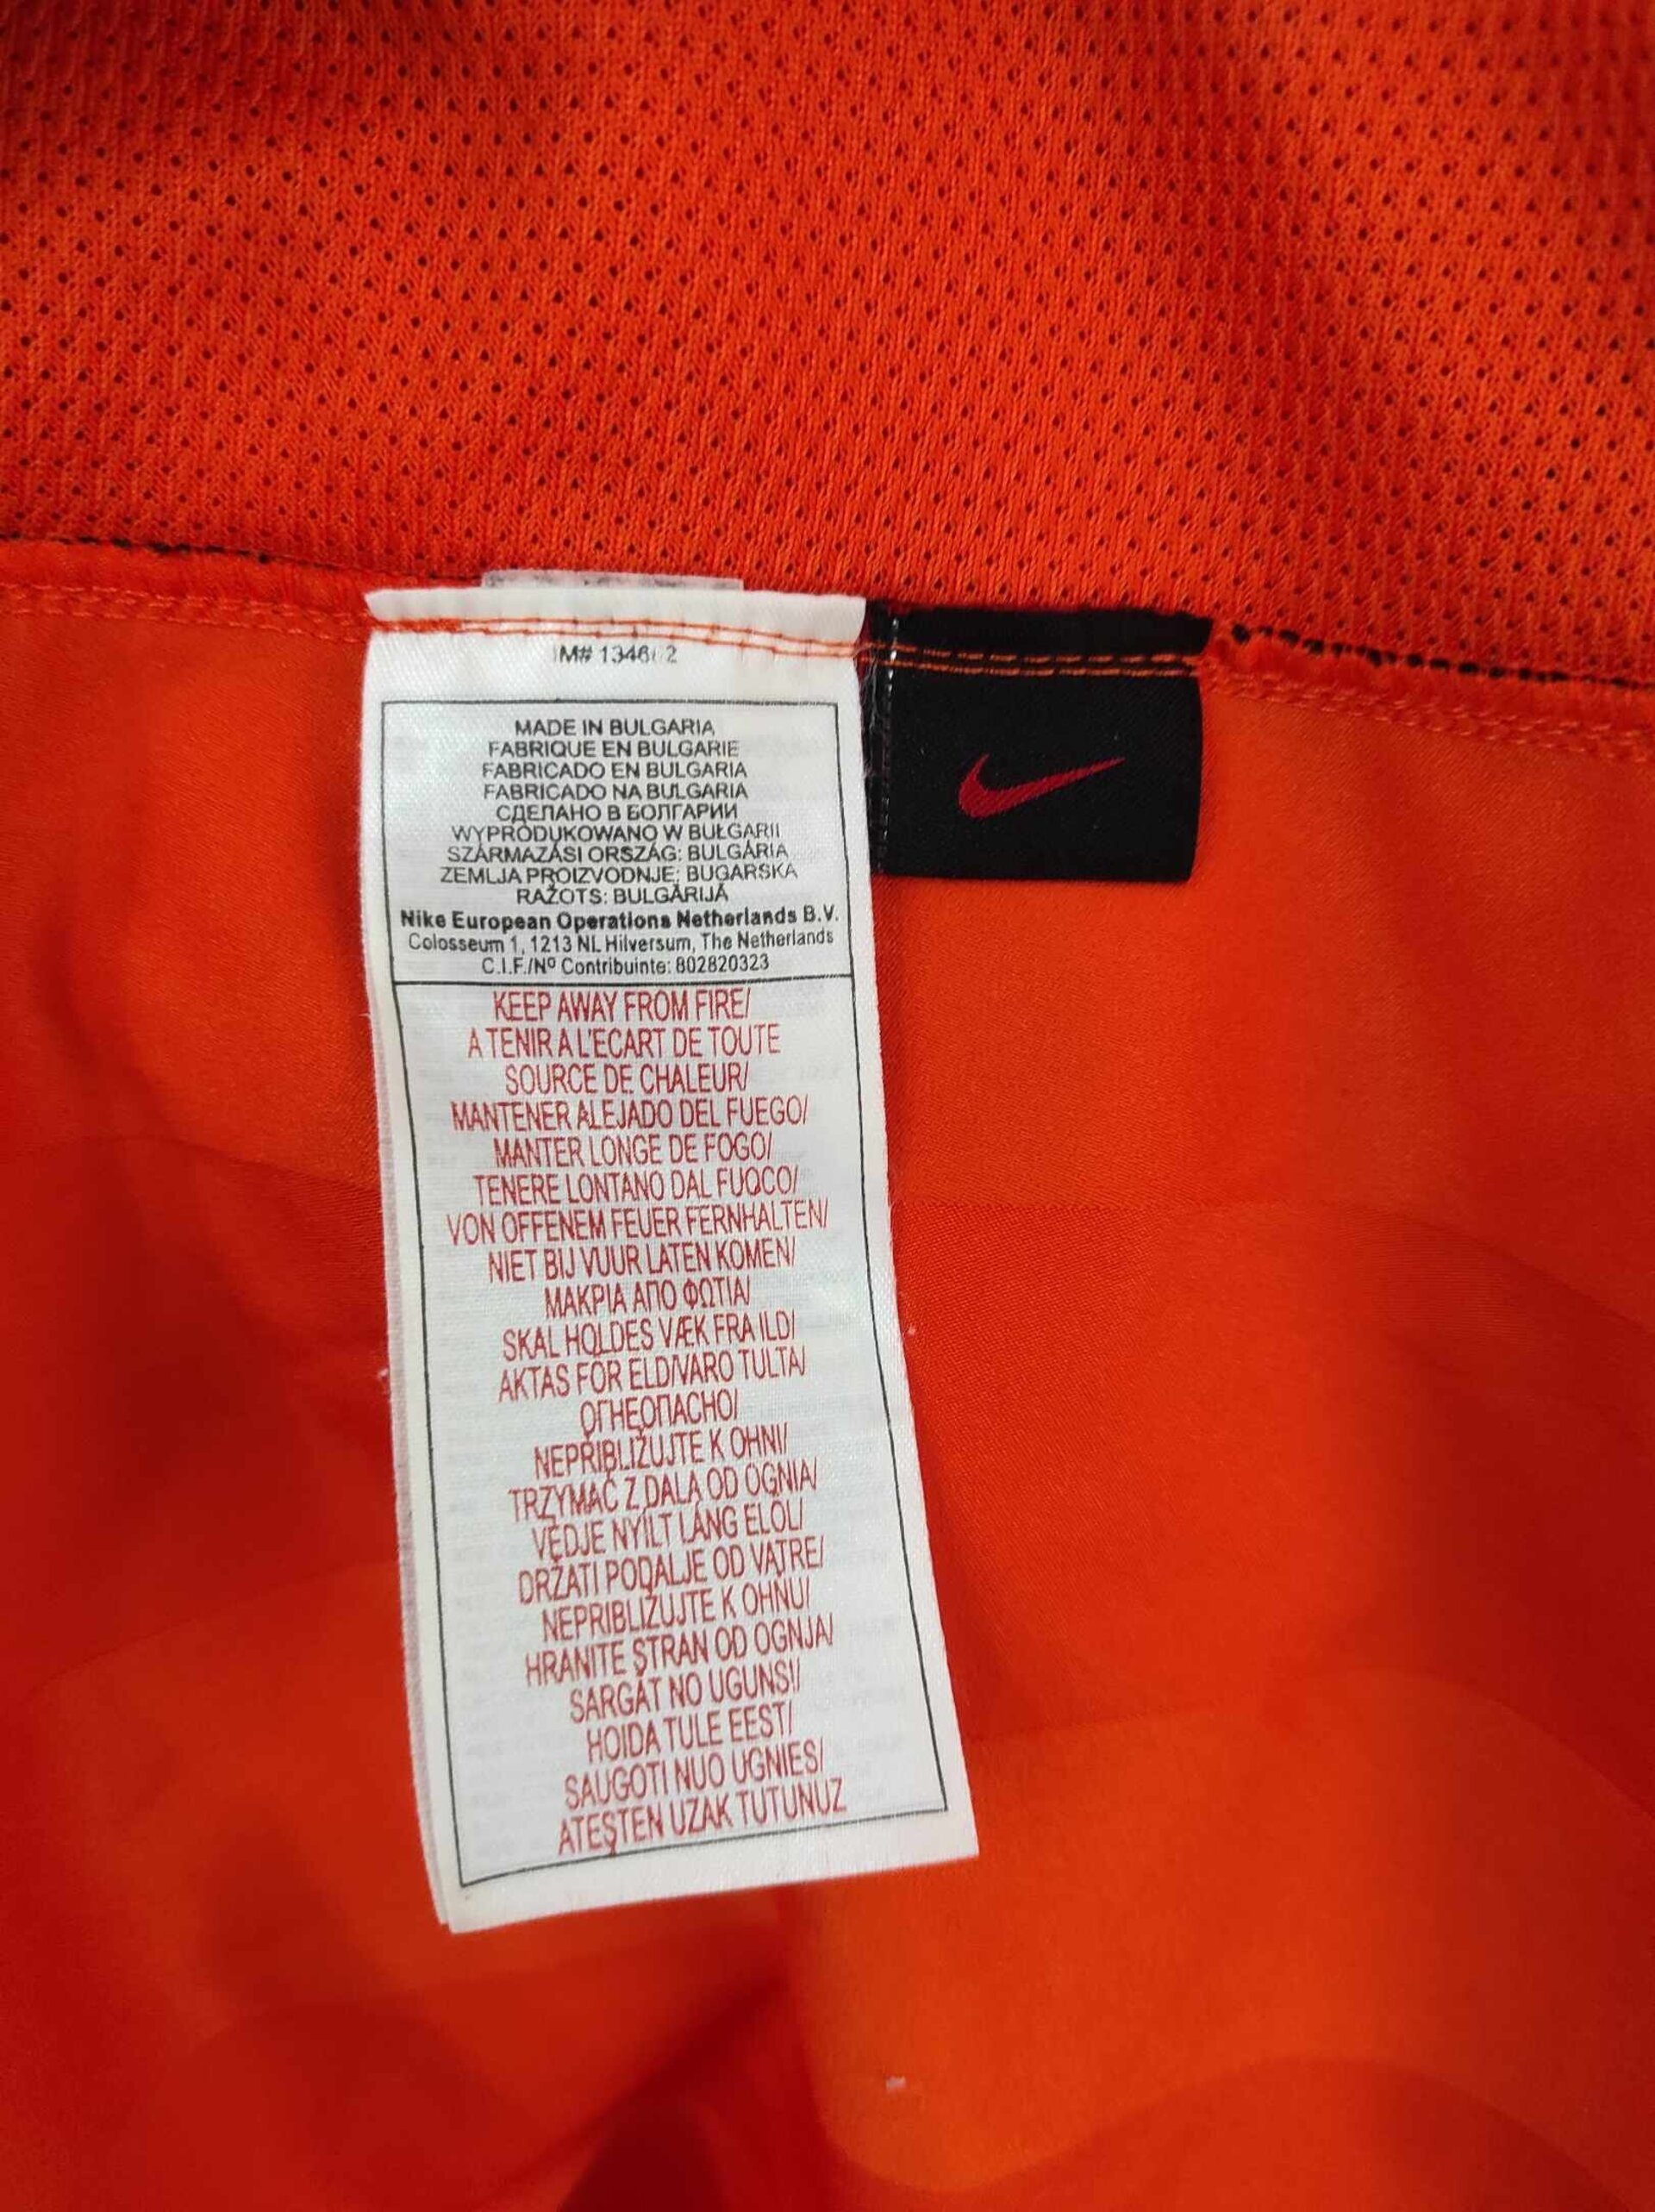 MADE IN BULGARIA
FABRIQUE EN BULGARIE
FABRICADO EN BULGARIA
FABRICADO NA BULGARIA
СДЕЛАНО В БОЛГАРИИ
WYPRODUKOWANO W BUŁGARII
SZÁRMAZÁSI ORSZÁG: BULGÁRIA
ZEMLJA PROIZVODNJE: BUGARSKA
RAŽOTS: BULGĀRIJĀ
Nike European Operations Netherlands B.V.
Colosseum 1, 1213 NL Hilversum, The Netherlands
C.I.F./Nº Contribuinte: 802820323
KEEP AWAY FROM FIRE/
A TENIR A L'ECART DE TOUTE
SOURCE DE CHALEUR/
MANTENER ALEJADO DEL FUEGO/
MANTER LONGE DE FOGO/
TENERE LONTANO DAL FUOCO/
VON OFFENEM FEUER FERNHALTEN/
NIET BIJ VUUR LATEN KOMEN/
ΜΑΚΡΙΑ ΑΠΟ ΦΩΤΙΑ/
SKAL HOLDES VÆK FRA ILD/
AKTAS FÖR ELD/VARO TULTA/
ОГНЕОПАСНО/
NEPŘIBLIŽUJTE K OHNI/
TRZYMAĆ Z DALA OD OGNIA/
VÉDJE NYÍLT LÁNG ELÖL/
DRŽATI PODALJE OD VATRE/
NEPRIBLIŽUJTE K OHŇU/
HRANITE STRAN OD OGNJA/
SARGĀT NO UGUNS!/
HOIDA TULE EEST/
SAUGOTI NUO UGNIES/
ATEŞTEN UZAK TUTUNUZ